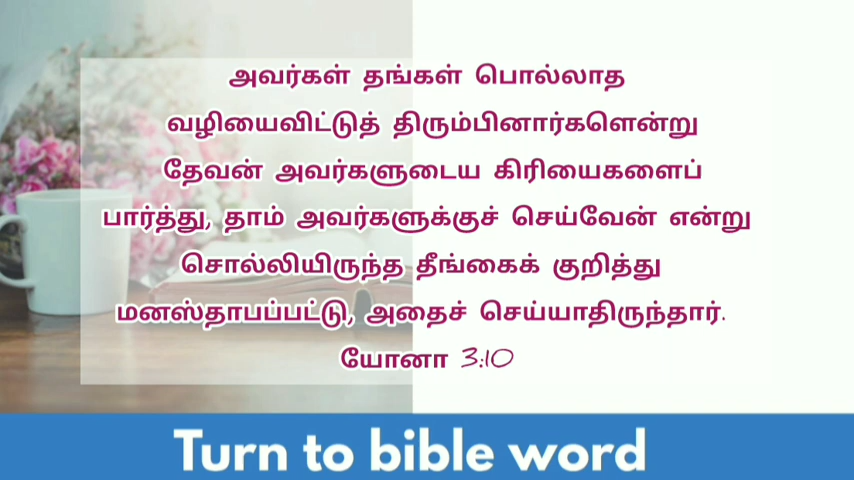 அவர்கள் தங்கள் பொல்லாத
வழியைவிட்டுத் திரும்பினார்களென்று
தேவன் அவர்களுடைய கிரியைகளைப்
பார்த்து, தாம் அவர்களுக்குச் செய்வேன் என்று
சொல்லியிருந்த தீங்கைக் குறித்து
மனஸ்தாபப்பட்டு, அதைச் செய்யாதிருந்தார்.
யோனா 3:10
Turn to bible word